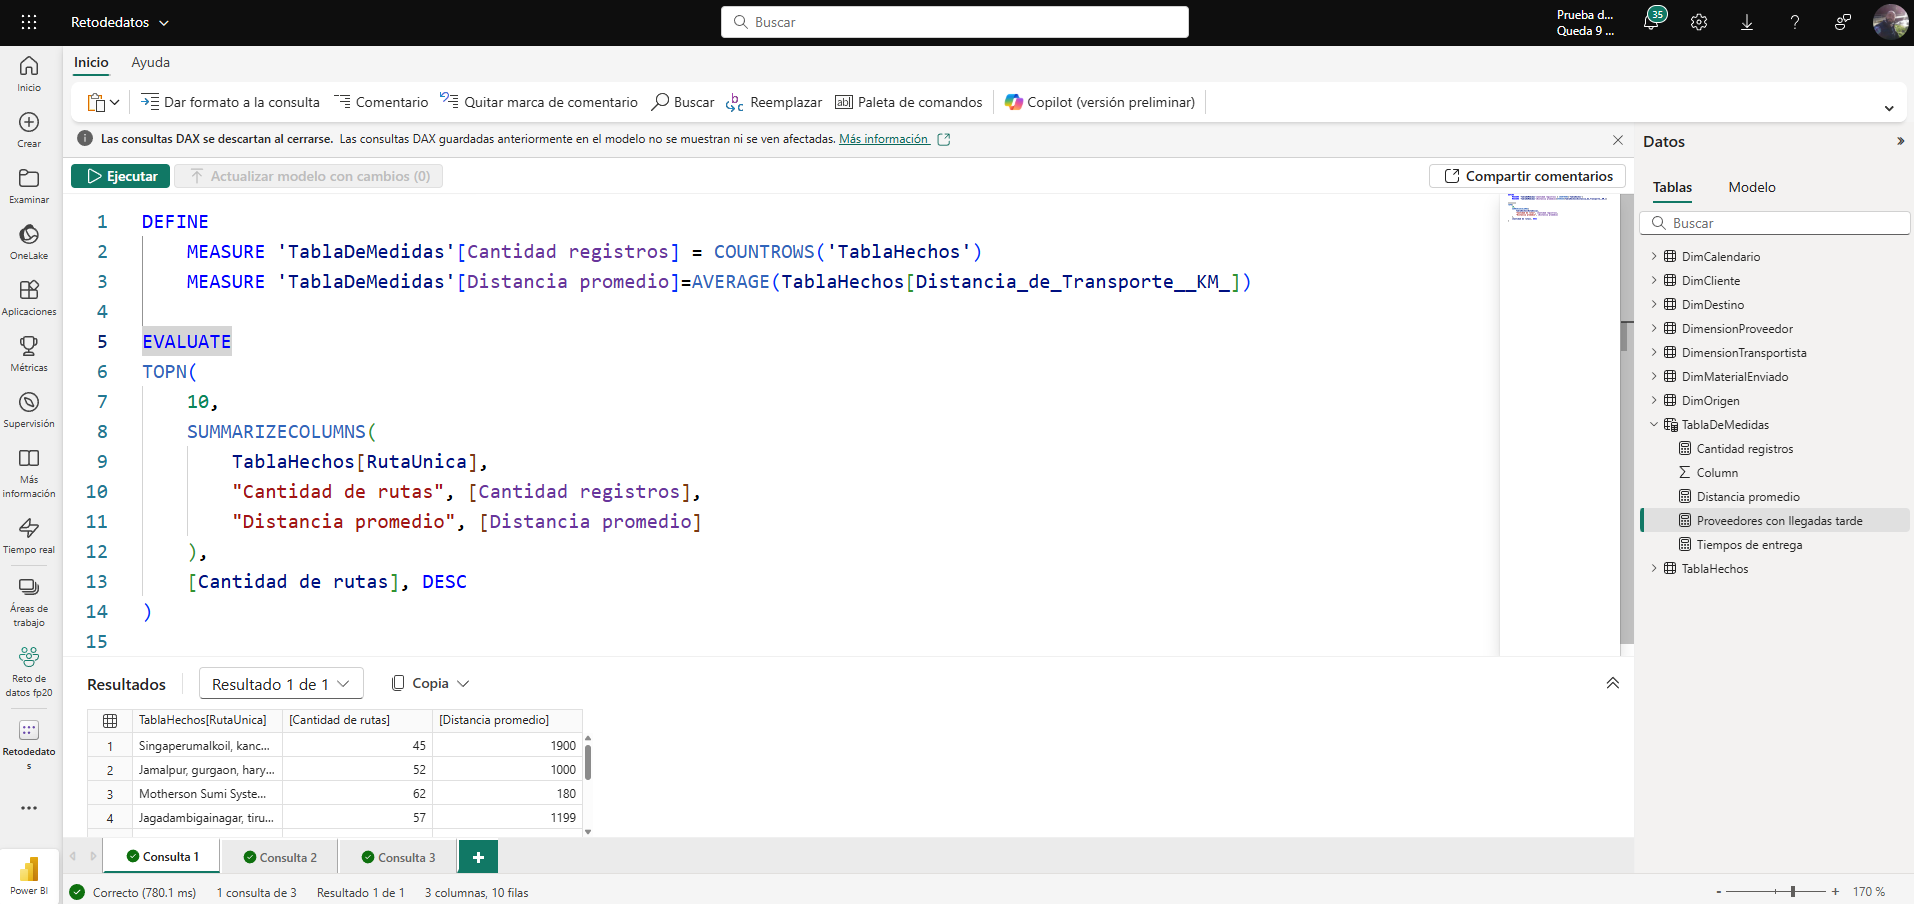 Retodedatos
Buscar
Prueba d...
Queda 9 ...
35
Inicio
Ayuda
Dar formato a la consulta
Comentario
Quitar marca de comentario
Buscar
Reemplazar
Paleta de comandos
Copilot (versión preliminar)
Las consultas DAX se descartan al cerrarse. Las consultas DAX guardadas anteriormente en el modelo no se muestran ni se ven afectadas. Más información
Ejecutar
Actualizar modelo con cambios (0)
Compartir comentarios
Inicio
Crear
Examinar
OneLake
Aplicaciones
Métricas
Supervisión
Más
información
Tiempo real
Áreas de
trabajo
Reto de
datos fp20
Retodedato
s
Power BI
1 DEFINE
2 MEASURE 'TablaDeMedidas'[Cantidad registros] = COUNTROWS('TablaHechos')
3 MEASURE 'TablaDeMedidas'[Distancia promedio]=AVERAGE(TablaHechos[Distancia_de_Transporte__KM_])
4
5 EVALUATE
6 TOPN(
7 10,
8 SUMMARIZECOLUMNS(
9 TablaHechos[RutaUnica],
10 "Cantidad de rutas", [Cantidad registros],
11 "Distancia promedio", [Distancia promedio]
12 ),
13 [Cantidad de rutas], DESC
14 )
15
Resultados
Resultado 1 de 1
Copia
TablaHechos[RutaUnica] [Cantidad de rutas] [Distancia promedio]
1 Singaperumalkoil, kanc... 45 1900
2 Jamalpur, gurgaon, hary... 52 1000
3 Motherson Sumi Syste... 62 180
4 Jagadambigainagar, tiru... 57 1199
Consulta 1
Consulta 2
Consulta 3
+
Correcto (780.1 ms)
1 consulta de 3
Resultado 1 de 1
3 columnas, 10 filas
- + 170 %
Datos
Tablas
Modelo
Buscar
DimCalendario
DimCliente
DimDestino
DimensionProveedor
DimensionTransportista
DimMaterialEnviado
DimOrigen
TablaDeMedidas
Cantidad registros
Column
Distancia promedio
Proveedores con llegadas tarde
Tiempos de entrega
TablaHechos